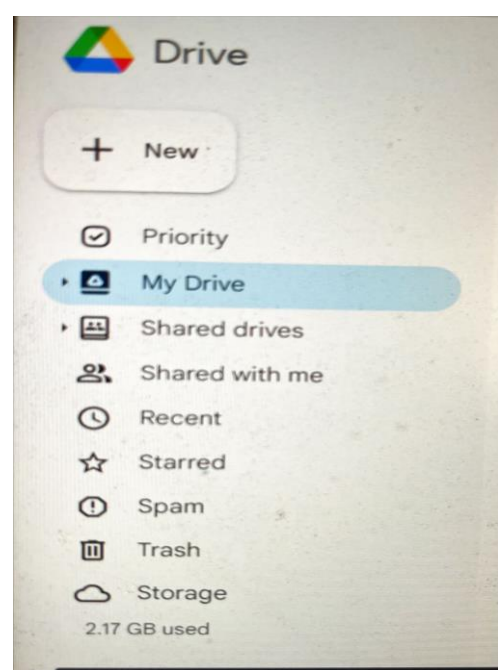 Drive
New
Priority
My Drive
Shared drives
Shared with me
Recent
Starred
Spam
Trash
Storage
2.17 GB used